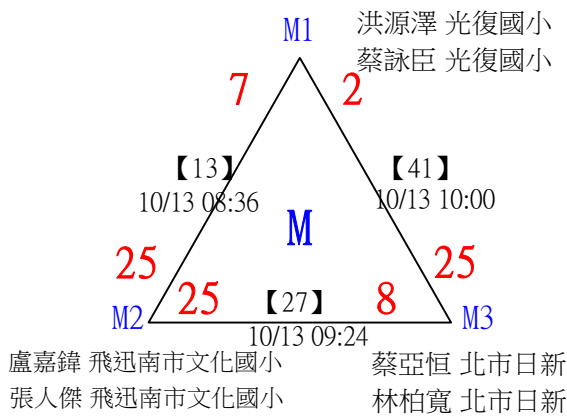 M1
洪源澤 光復國小
蔡詠臣 光復國小
7
2
【13】
10/13 08:36
【41】
10/13 10:00
M
25
25
M2
25
【27】
8
M3
10/13 09:24
盧嘉鍏 飛迅南市文化國小
張人傑 飛迅南市文化國小
蔡亞恒 北市日新
林柏寬 北市日新